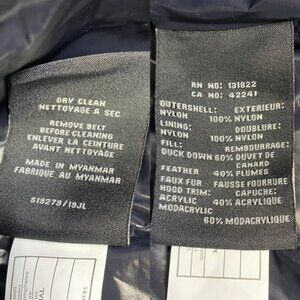 DRY CLEAN
NETTOYAGE A SEC
REMOVE BELT
BEFORE CLEANING
ENLEVER LA CEINTURE
AVANT NETTOYAGE
MADE IN MYANMAR
FABRIQUE AU MYANMAR
S19279/19JL
RN NO: 131822
CA NO: 42241
OUTERSHELL: EXTERIEUR:
NYLON 100% NYLON
LINING: DOUBLURE:
NYLON 100% NYLON
FILL: REMBOURRAGE:
DUCK DOWN 60% DUVET DE
CANARD
FEATHER 40% PLUMES
FAUX FUR FAUSSE FOURRURE
HOOD TRIM: CAPUCHE:
ACRYLIC 40% ACRYLIQUE
MODACRYLIC
60% MODACRYLIQUE